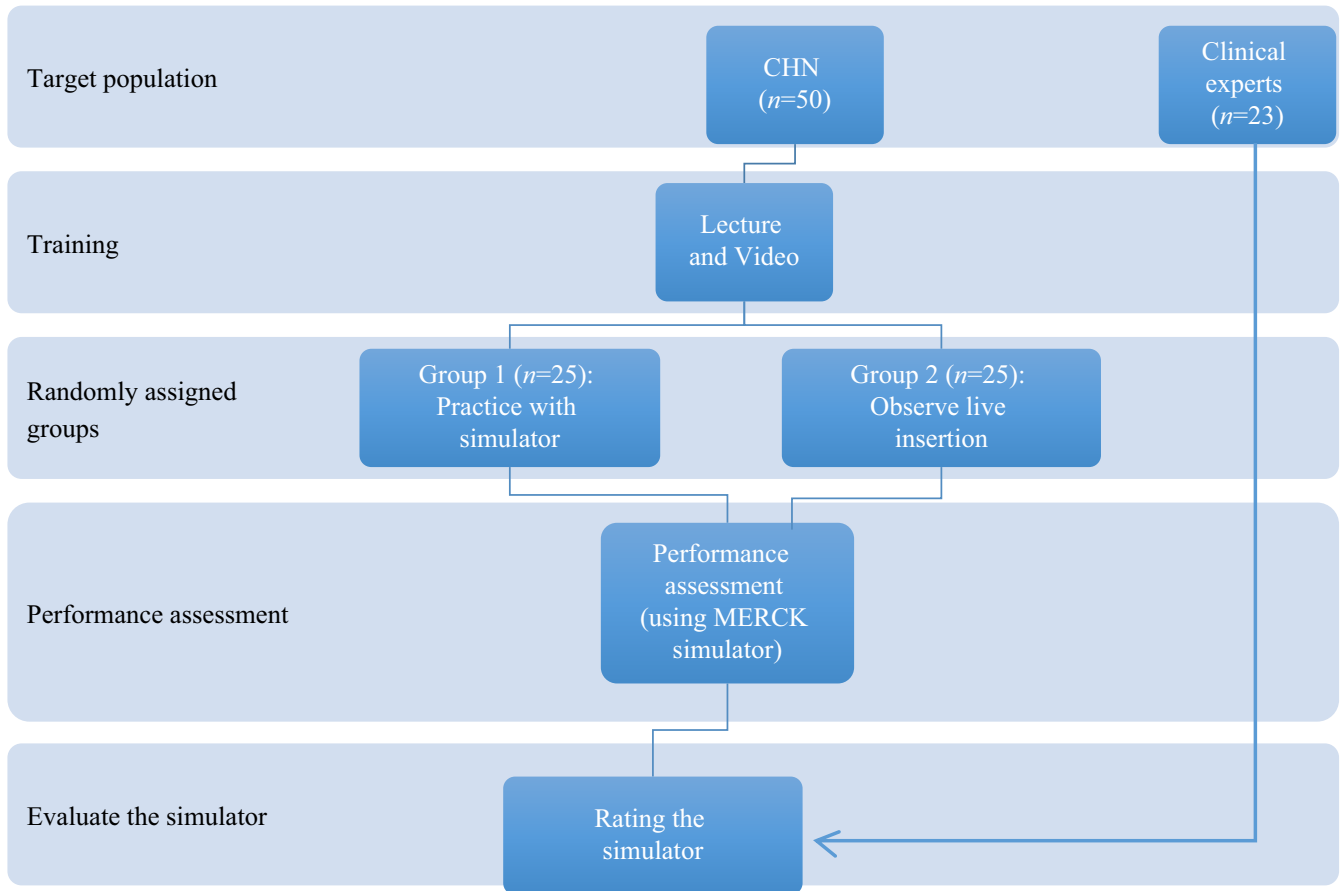 Target population
CHN
(n=50)
Clinical
experts
(n=23)
Training
Lecture
and Video
Randomly assigned
groups
Group 1 (n=25):
Practice with
simulator
Group 2 (n=25):
Observe live
insertion
Performance assessment
Performance
assessment
(using MERCK
simulator)
Evaluate the simulator
Rating the
simulator